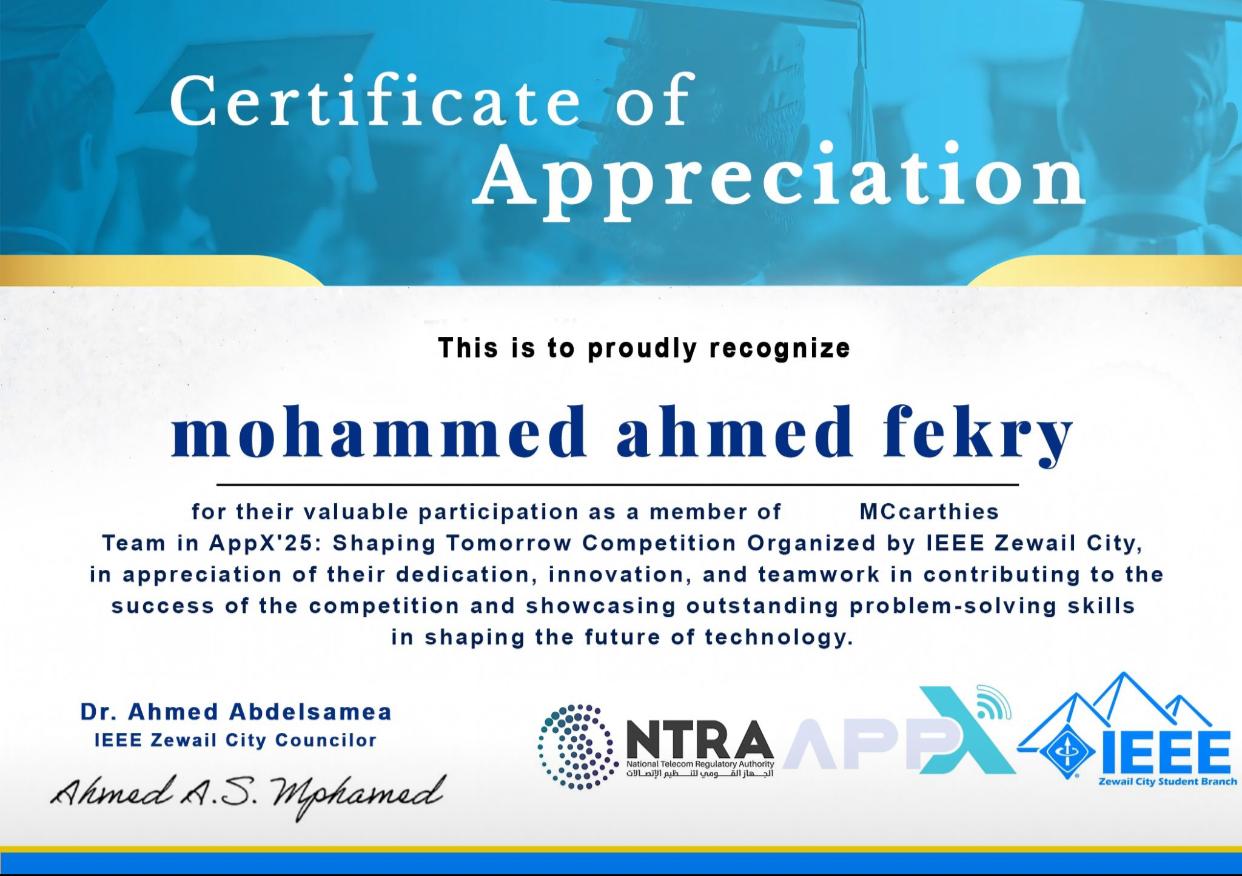 Certificate of
Appreciation
This is to proudly recognize
mohammed ahmed fekry
for their valuable participation as a member of MCcarthies
Team in AppX'25: Shaping Tomorrow Competition Organized by IEEE Zewail City,
in appreciation of their dedication, innovation, and teamwork in contributing to the
success of the competition and showcasing outstanding problem-solving skills
in shaping the future of technology.
Dr. Ahmed Abdelsamea
IEEE Zewail City Councilor
Ahmed A.S. Mohamed
NTRA
National Telecom Regulatory Authority
الجهاز القومي لتنظيم الإتصالات
APPX
IEEE
Zewail City Student Branch